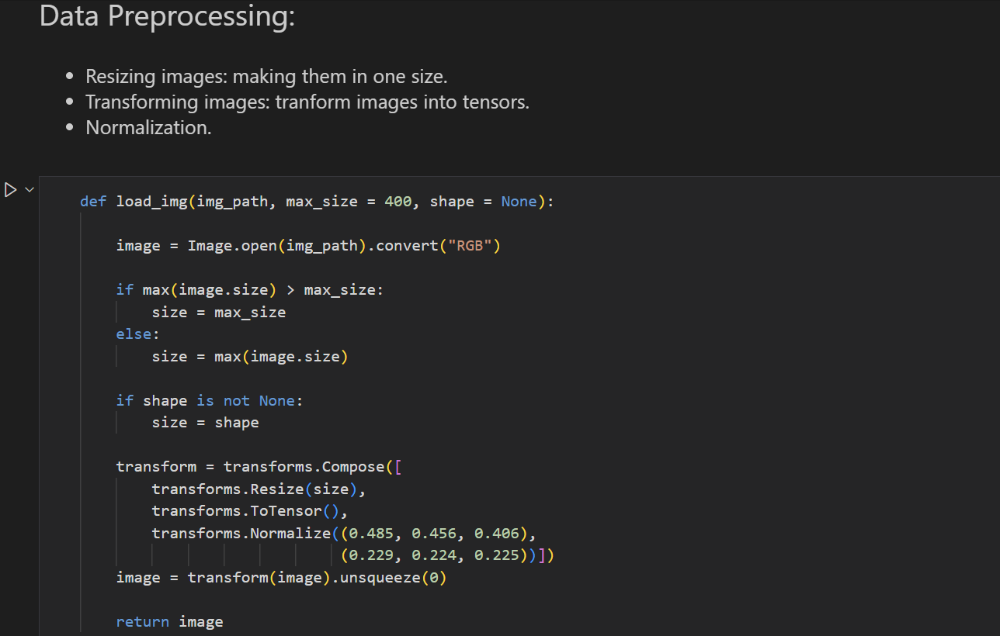 Data Preprocessing:
• Resizing images: making them in one size.
• Transforming images: tranform images into tensors.
• Normalization.
def load_img(img_path, max_size = 400, shape = None):
image = Image.open(img_path).convert("RGB")
if max(image.size) > max_size:
size = max_size
else:
size = max(image.size)
if shape is not None:
size = shape
transform = transforms.Compose([
transforms.Resize(size),
transforms.ToTensor(),
transforms.Normalize((0.485, 0.456, 0.406),
(0.229, 0.224, 0.225))])
image = transform(image).unsqueeze(0)
return image